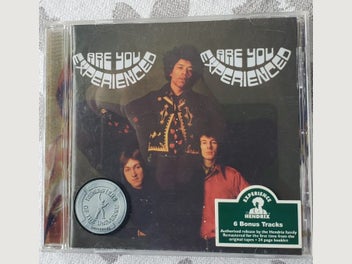 ARE YOU
EXPERIENCED
ARE YOU
EXPERIENCED
EXPERIENCE
HENDRIX
6 Bonus Tracks
Authorised release by the Hendrix family
Remastered for the first time from the
original tapes • 24 page booklet